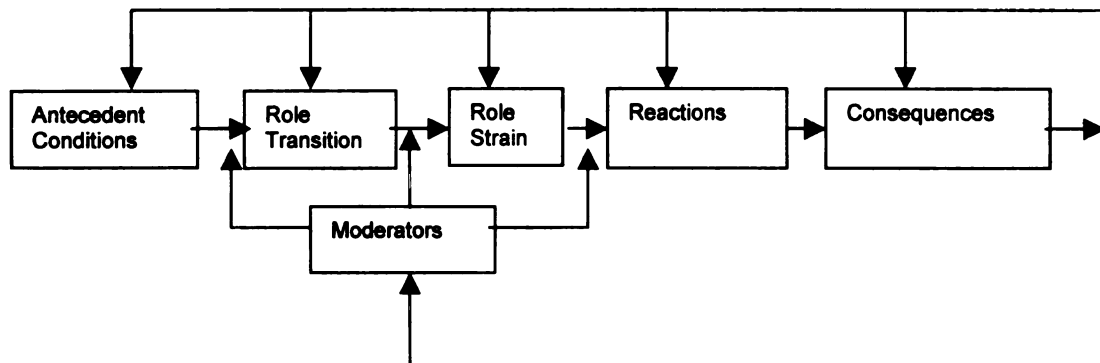 Antecedent
Conditions
Role
Transition
Role
Strain
Reactions
Consequences
Moderators